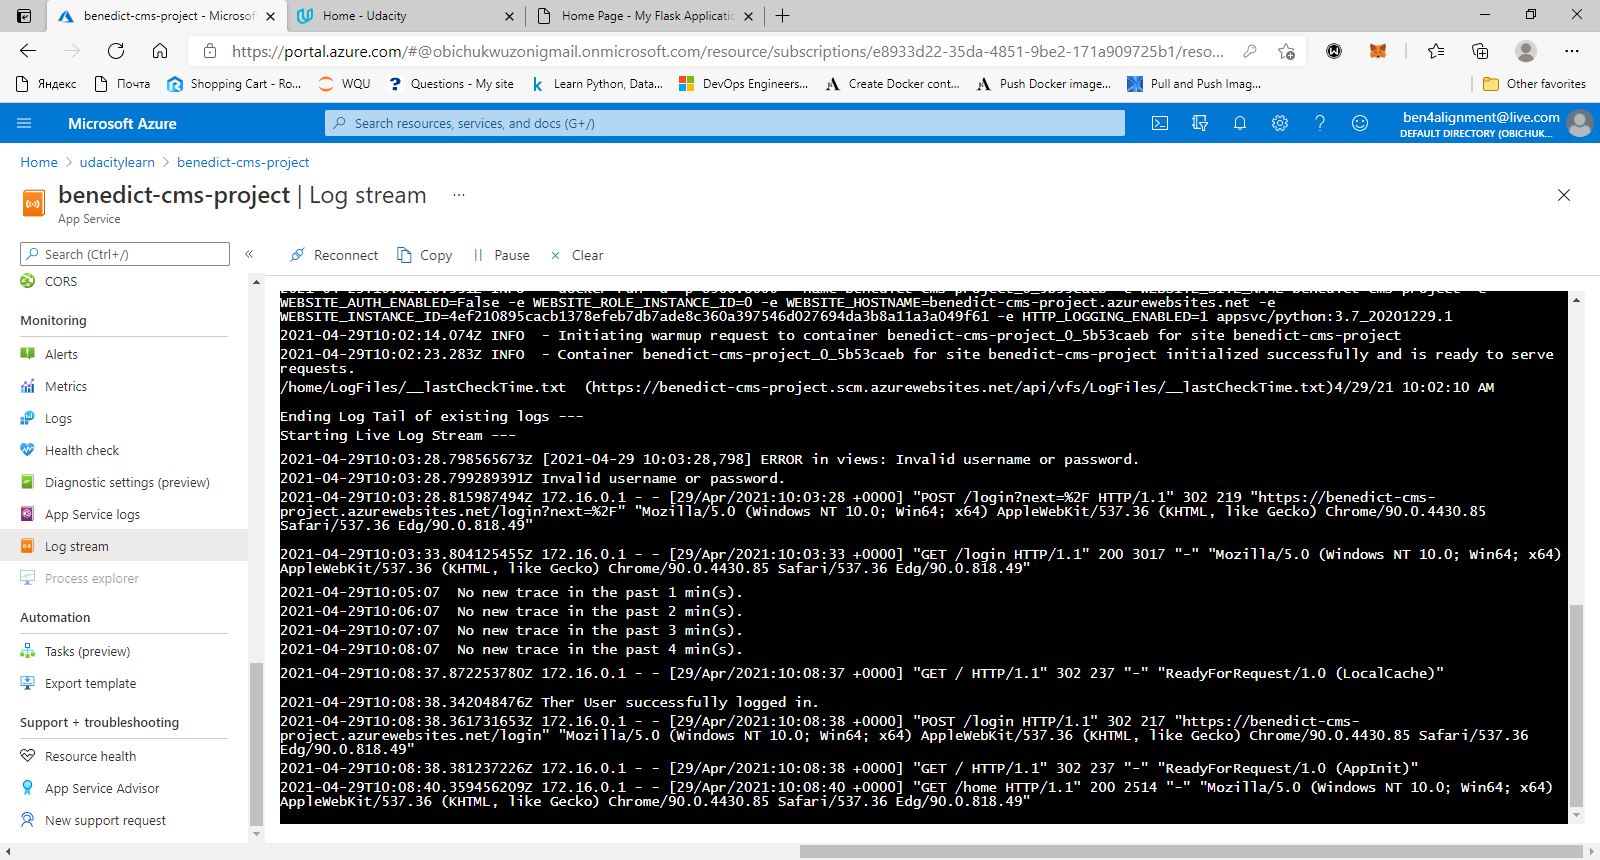 benedict-cms-project - Microsof
Home - Udacity
Home Page - My Flask Applicatic
https://portal.azure.com/#@obichukwuzonigmail.onmicrosoft.com/resource/subscriptions/e8933d22-35da-4851-9be2-171a909725b1/reso...
Яндекс
Почта
Shopping Cart - Ro...
WQU
Questions - My site
Learn Python, Data...
DevOps Engineers...
Create Docker cont...
Push Docker image...
Pull and Push Imag...
Other favorites
Microsoft Azure
Search resources, services, and docs (G+/)
ben4alignment@live.com
DEFAULT DIRECTORY (OBICHUK...
Home > udacitylearn > benedict-cms-project
benedict-cms-project | Log stream ...
App Service
Search (Ctrl+/)
«
Reconnect
Copy
Pause
Clear
CORS
Monitoring
Alerts
Metrics
Logs
Health check
Diagnostic settings (preview)
App Service logs
Log stream
Process explorer
Automation
Tasks (preview)
Export template
Support + troubleshooting
Resource health
App Service Advisor
New support request
WEBSITE_AUTH_ENABLED=False -e WEBSITE_ROLE_INSTANCE_ID=0 -e WEBSITE_HOSTNAME=benedict-cms-project.azurewebsites.net -e
WEBSITE_INSTANCE_ID=4ef210895cacb1378efeb7db7ade8c360a397546d027694da3b8a11a3a049f61 -e HTTP_LOGGING_ENABLED=1 appsvc/python:3.7_20201229.1
2021-04-29T10:02:14.074Z INFO - Initiating warmup request to container benedict-cms-project_0_5b53caeb for site benedict-cms-project
2021-04-29T10:02:23.283Z INFO - Container benedict-cms-project_0_5b53caeb for site benedict-cms-project initialized successfully and is ready to serve
requests.
/home/LogFiles/__lastCheckTime.txt (https://benedict-cms-project.scm.azurewebsites.net/api/vfs/LogFiles/__lastCheckTime.txt)4/29/21 10:02:10 AM
Ending Log Tail of existing logs ---
Starting Live Log Stream ---
2021-04-29T10:03:28.798565673Z [2021-04-29 10:03:28,798] ERROR in views: Invalid username or password.
2021-04-29T10:03:28.799289391Z Invalid username or password.
2021-04-29T10:03:28.815987494Z 172.16.0.1 - - [29/Apr/2021:10:03:28 +0000] "POST /login?next=%2F HTTP/1.1" 302 219 "https://benedict-cms-
project.azurewebsites.net/login?next=%2F" "Mozilla/5.0 (Windows NT 10.0; Win64; x64) AppleWebKit/537.36 (KHTML, like Gecko) Chrome/90.0.4430.85
Safari/537.36 Edg/90.0.818.49"
2021-04-29T10:03:33.804125455Z 172.16.0.1 - - [29/Apr/2021:10:03:33 +0000] "GET /login HTTP/1.1" 200 3017 "-" "Mozilla/5.0 (Windows NT 10.0; Win64; x64)
AppleWebKit/537.36 (KHTML, like Gecko) Chrome/90.0.4430.85 Safari/537.36 Edg/90.0.818.49"
2021-04-29T10:05:07 No new trace in the past 1 min(s).
2021-04-29T10:06:07 No new trace in the past 2 min(s).
2021-04-29T10:07:07 No new trace in the past 3 min(s).
2021-04-29T10:08:07 No new trace in the past 4 min(s).
2021-04-29T10:08:37.872253780Z 172.16.0.1 - - [29/Apr/2021:10:08:37 +0000] "GET / HTTP/1.1" 302 237 "-" "ReadyForRequest/1.0 (LocalCache)"
2021-04-29T10:08:38.342048476Z Ther User successfully logged in.
2021-04-29T10:08:38.361731653Z 172.16.0.1 - - [29/Apr/2021:10:08:38 +0000] "POST /login HTTP/1.1" 302 217 "https://benedict-cms-
project.azurewebsites.net/login" "Mozilla/5.0 (Windows NT 10.0; Win64; x64) AppleWebKit/537.36 (KHTML, like Gecko) Chrome/90.0.4430.85 Safari/537.36
Edg/90.0.818.49"
2021-04-29T10:08:38.381237226Z 172.16.0.1 - - [29/Apr/2021:10:08:38 +0000] "GET / HTTP/1.1" 302 237 "-" "ReadyForRequest/1.0 (AppInit)"
2021-04-29T10:08:40.359456209Z 172.16.0.1 - - [29/Apr/2021:10:08:40 +0000] "GET /home HTTP/1.1" 200 2514 "-" "Mozilla/5.0 (Windows NT 10.0; Win64; x64)
AppleWebKit/537.36 (KHTML, like Gecko) Chrome/90.0.4430.85 Safari/537.36 Edg/90.0.818.49"